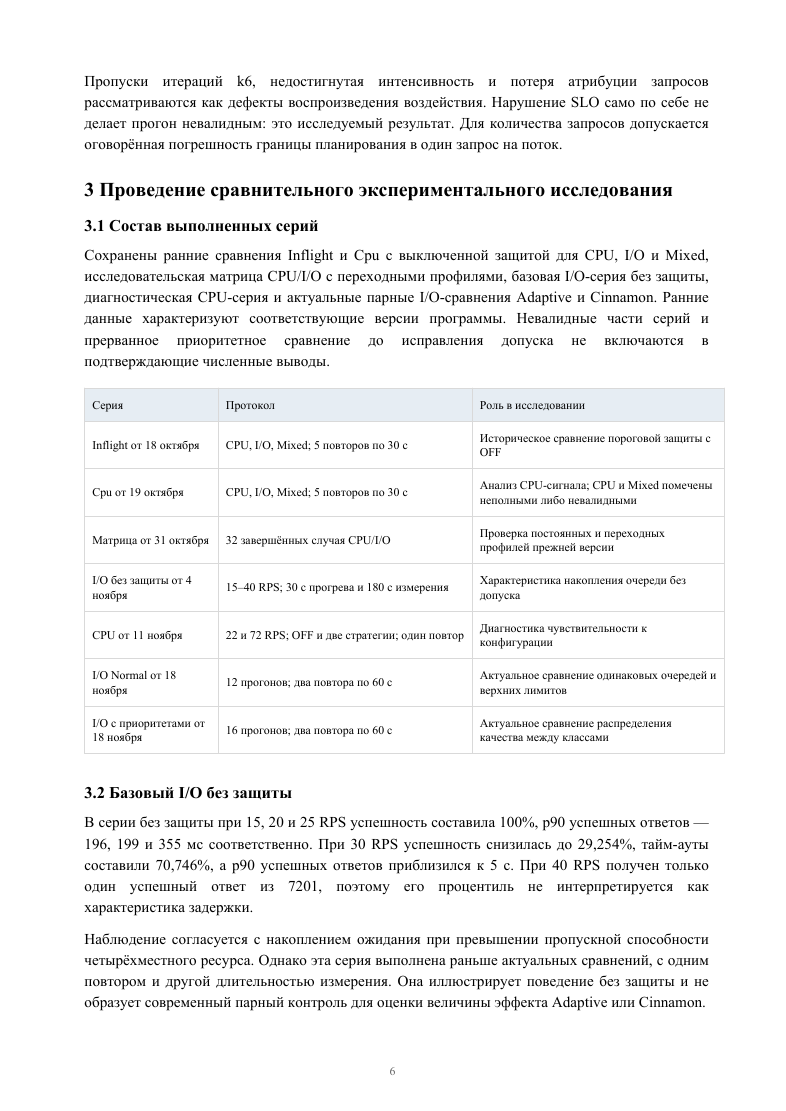 Пропуски итераций k6, недостигнутая интенсивность и потеря атрибуции запросов
рассматриваются как дефекты воспроизведения воздействия. Нарушение SLO само по себе не
делает прогон невалидным: это исследуемый результат. Для количества запросов допускается
оговорённая погрешность границы планирования в один запрос на поток.
3 Проведение сравнительного экспериментального исследования
3.1 Состав выполненных серий
Сохранены ранние сравнения Inflight и Cpu с выключенной защитой для CPU, I/O и Mixed,
исследовательская матрица CPU/I/O с переходными профилями, базовая I/O-серия без защиты,
диагностическая CPU-серия и актуальные парные I/O-сравнения Adaptive и Cinnamon. Ранние
данные характеризуют соответствующие версии программы. Невалидные части серий и
прерванное приоритетное сравнение до исправления допуска не включаются в
подтверждающие численные выводы.
Серия Протокол Роль в исследовании
Inflight от 18 октября CPU, I/O, Mixed; 5 повторов по 30 с Историческое сравнение пороговой защиты с
OFF
Cpu от 19 октября CPU, I/O, Mixed; 5 повторов по 30 с Анализ CPU-сигнала; CPU и Mixed помечены
неполными либо невалидными
Матрица от 31 октября 32 завершённых случая CPU/I/O Проверка постоянных и переходных
профилей прежней версии
I/O без защиты от 4
ноября 15–40 RPS; 30 с прогрева и 180 с измерения Характеристика накопления очереди без
допуска
CPU от 11 ноября 22 и 72 RPS; OFF и две стратегии; один повтор Диагностика чувствительности к
конфигурации
I/O Normal от 18
ноября 12 прогонов; два повтора по 60 с Актуальное сравнение одинаковых очередей и
верхних лимитов
I/O с приоритетами от
18 ноября 16 прогонов; два повтора по 60 с Актуальное сравнение распределения
качества между классами
3.2 Базовый I/O без защиты
В серии без защиты при 15, 20 и 25 RPS успешность составила 100%, p90 успешных ответов —
196, 199 и 355 мс соответственно. При 30 RPS успешность снизилась до 29,254%, тайм-ауты
составили 70,746%, а p90 успешных ответов приблизился к 5 с. При 40 RPS получен только
один успешный ответ из 7201, поэтому его процентиль не интерпретируется как
характеристика задержки.
Наблюдение согласуется с накоплением ожидания при превышении пропускной способности
четырёхместного ресурса. Однако эта серия выполнена раньше актуальных сравнений, с одним
повтором и другой длительностью измерения. Она иллюстрирует поведение без защиты и не
образует современный парный контроль для оценки величины эффекта Adaptive или Cinnamon.
6